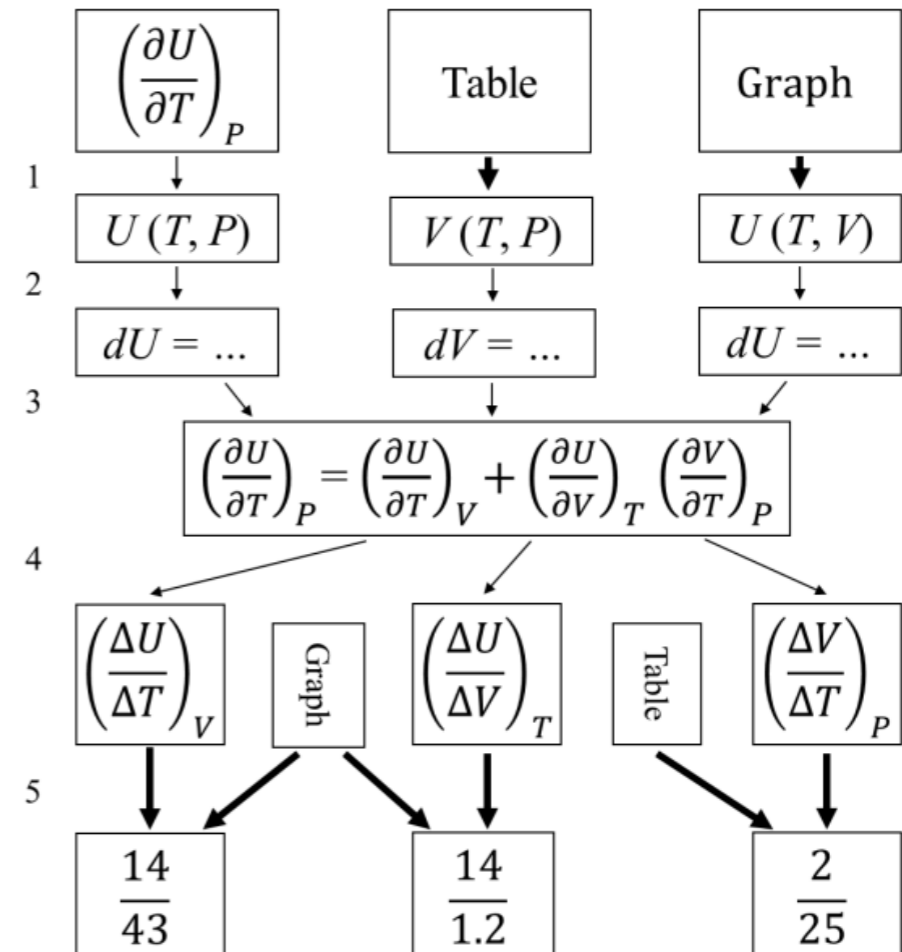 (∂U/∂T)_P Table Graph
1
U (T, P) V (T, P) U (T, V)
2
dU = ... dV = ... dU = ...
3
(∂U/∂T)_P = (∂U/∂T)_V + (∂U/∂V)_T (∂V/∂T)_P
4
(ΔU/ΔT)_V Graph (ΔU/ΔV)_T Table (ΔV/ΔT)_P
5
14/43 14/1.2 2/25